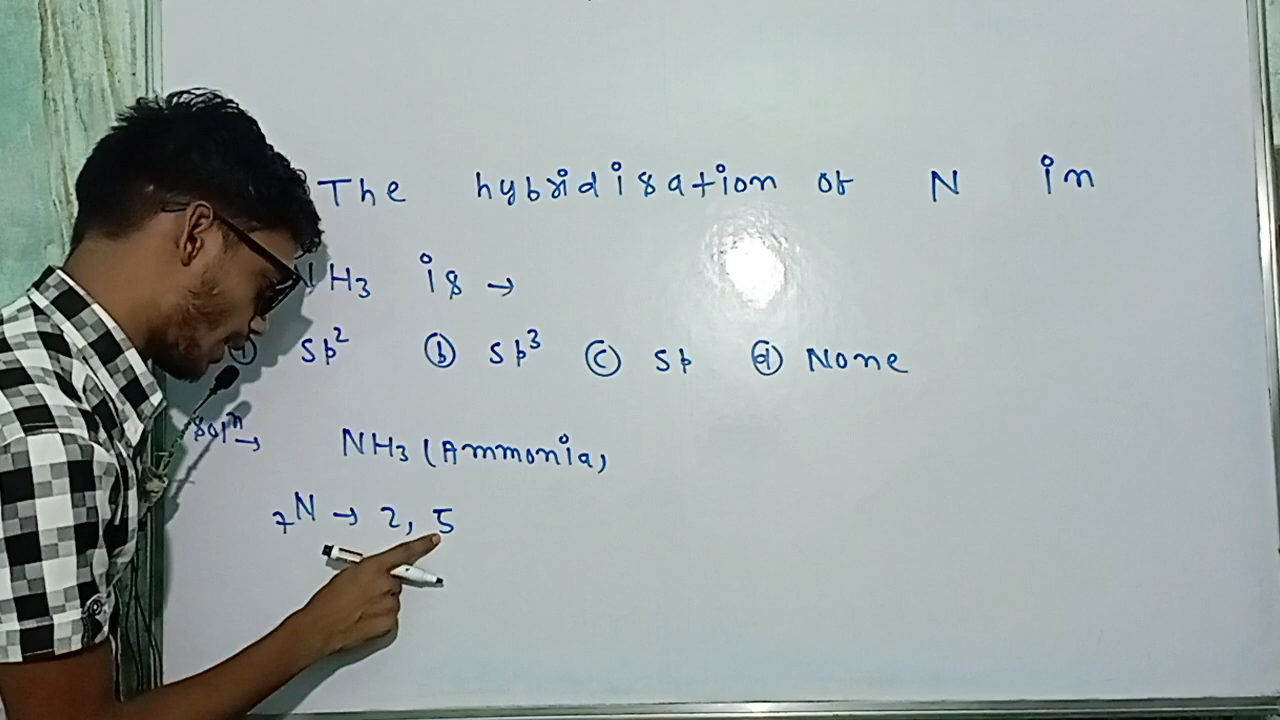 The hybridisation of N in
NH3 is →
a sp² b sp³ c sp d None
Solⁿ→ NH3 (Ammonia,
7N → 2, 5